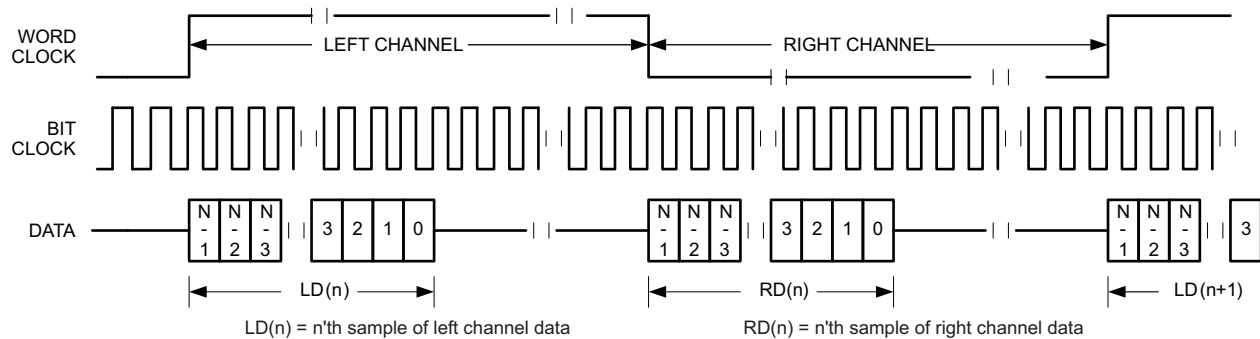 WORD
CLOCK
LEFT CHANNEL
RIGHT CHANNEL
BIT
CLOCK
DATA
N-1 N-2 N-3 3 2 1 0 N-1 N-2 N-3 3 2 1 0 N-1 N-2 N-3 3
LD(n) RD(n) LD(n+1)
LD(n) = n'th sample of left channel data
RD(n) = n'th sample of right channel data